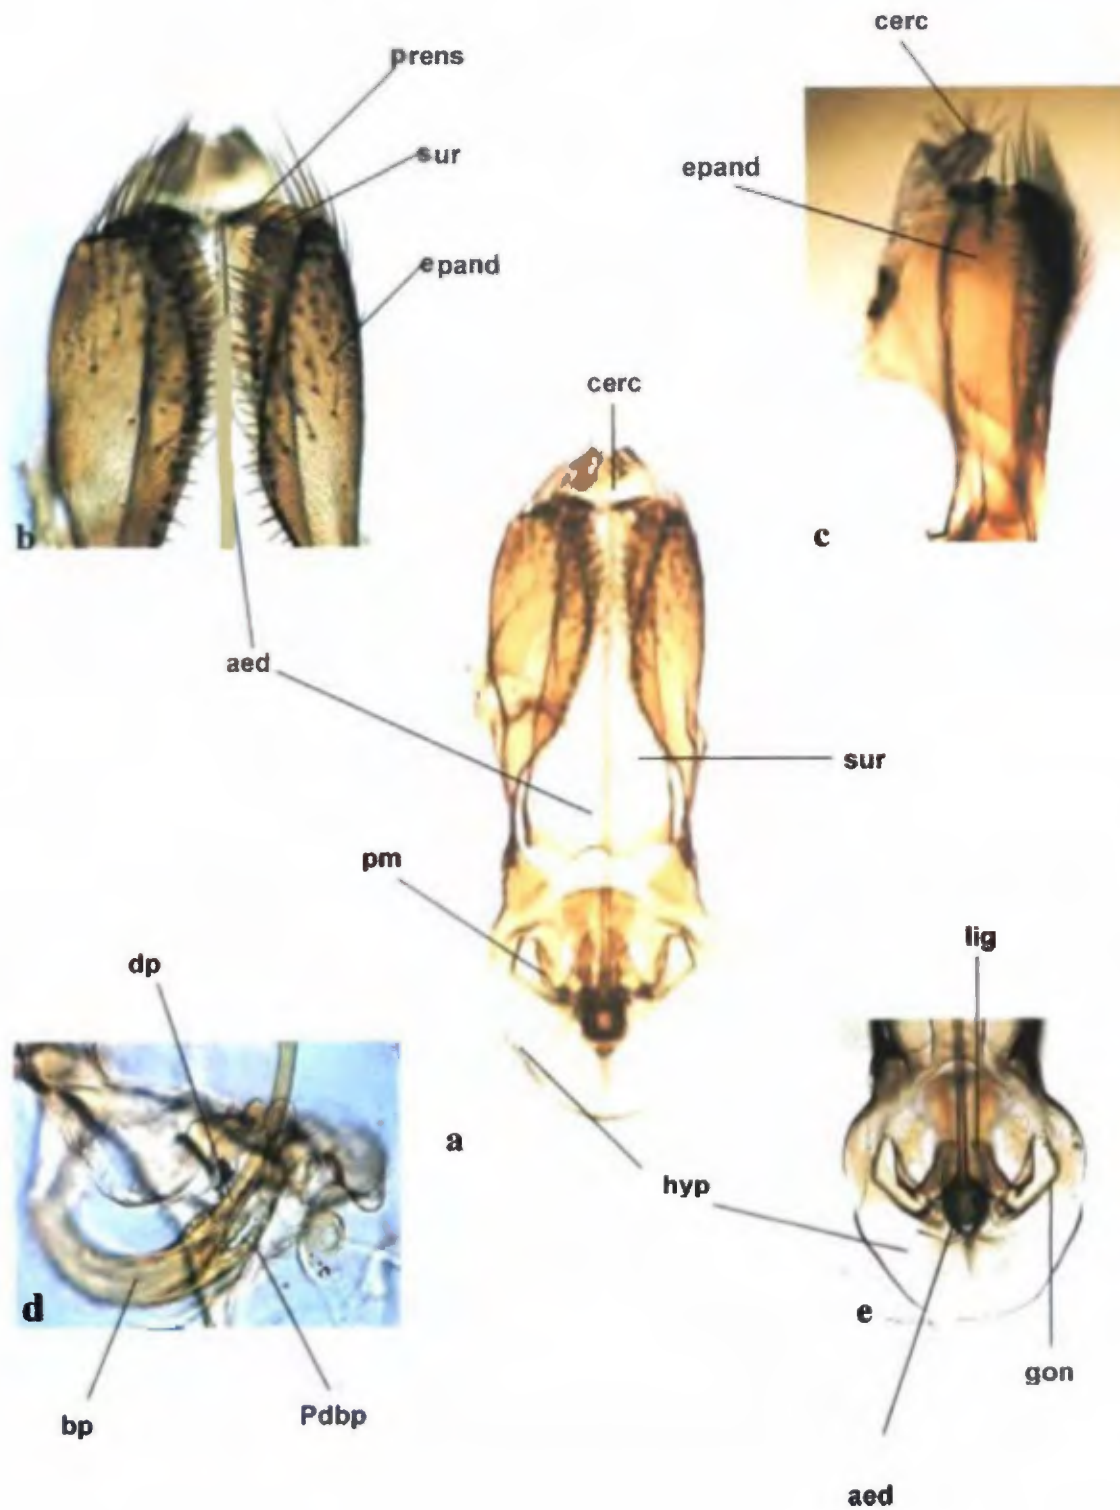 cerc
prens
sur
epand
epand
cerc
b
c
aed
sur
pm
lig
dp
a
hyp
d
e
gon
bp
Pdbp
aed